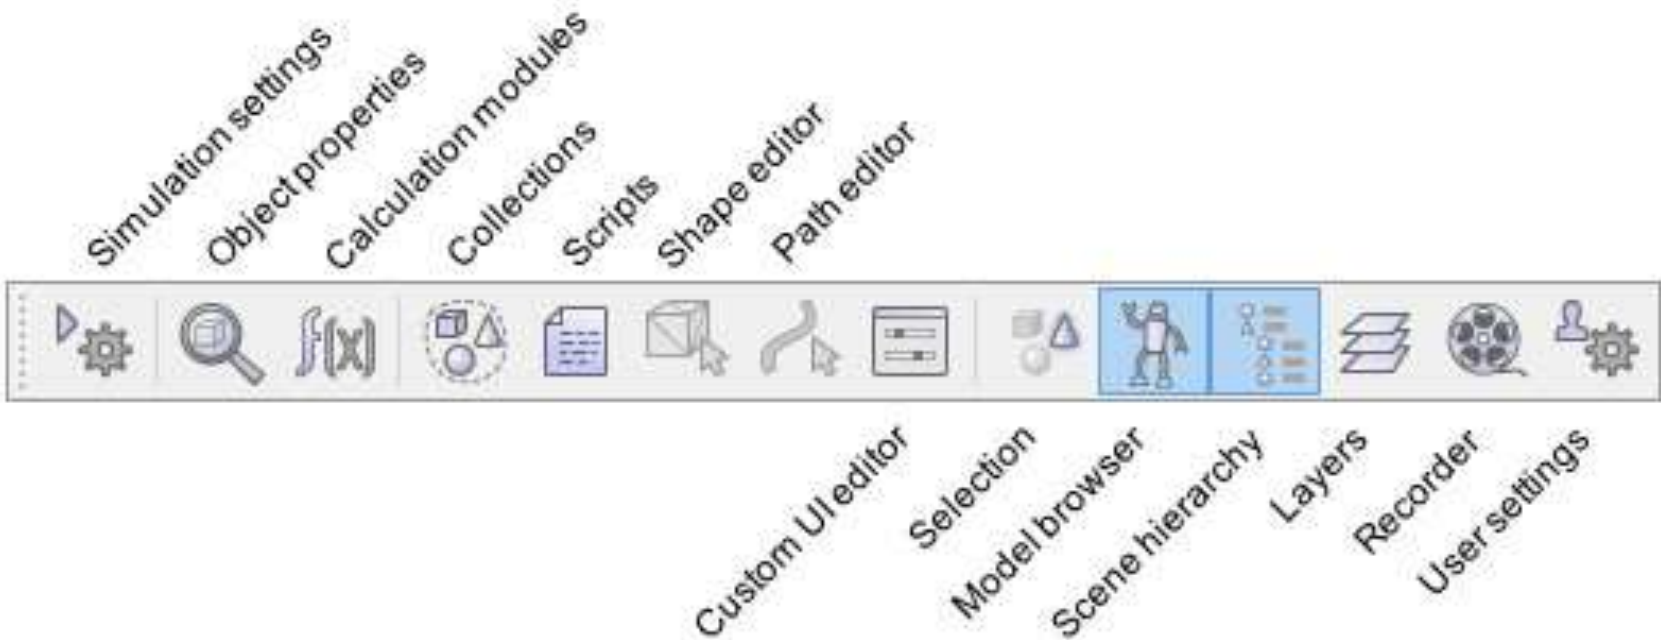 Simulation settings
Object properties
Calculation modules
Collections
Scripts
Shape editor
Path editor
f(x)
Custom UI editor
Selection
Model browser
Scene hierarchy
Layers
Recorder
User settings